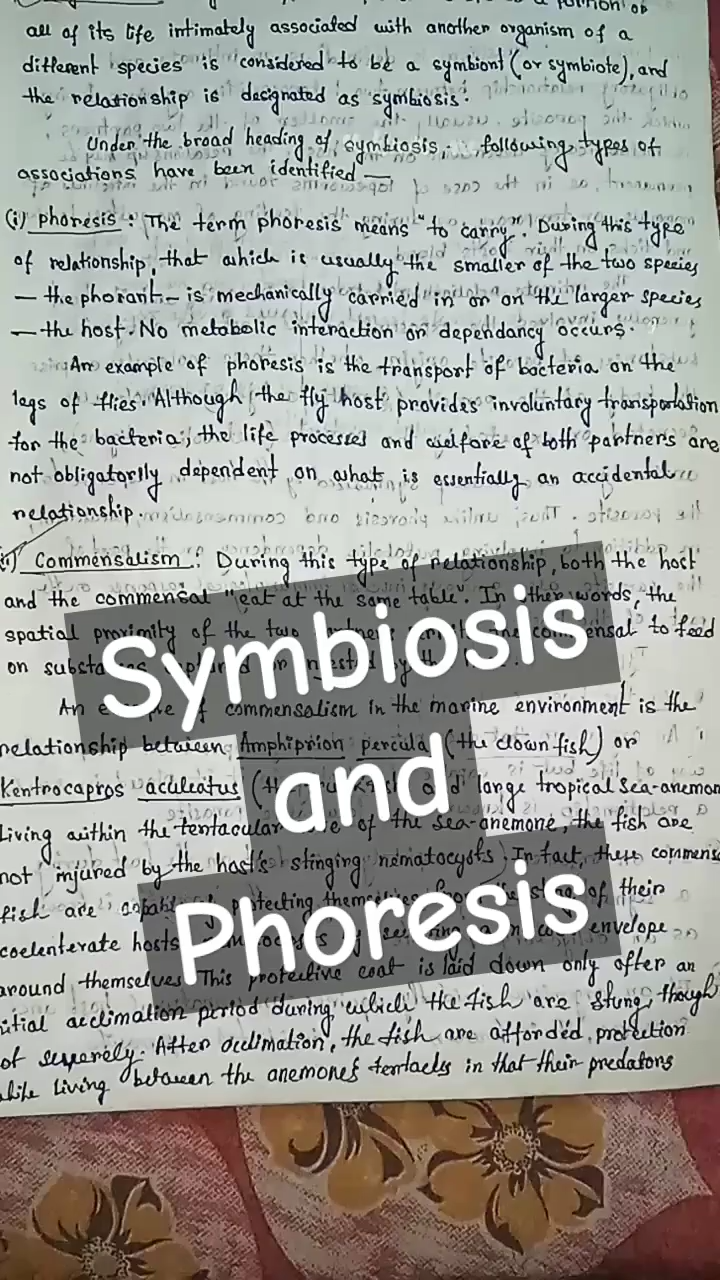 all of its life intimately associated with another organism of a
different species is considered to be a symbiont (or symbiote), and
the relationship is designated as symbiosis.
Under the broad heading of symbiosis, following types of
associations have been identified —
(i) phoresis : The term phoresis means "to carry". During this type
of relationship, that which is usually the smaller of the two species
— the phorant — is mechanically carried in or on the larger species
— the host. No metabolic interaction or dependancy occurs.
An example of phoresis is the transport of bacteria on the
legs of flies. Although the fly host provides involuntary transportation
for the bacteria, the life processes and welfare of both partners are
not obligatorily dependent on what is essentially an accidental
relationship.
Commensalism : During this type of relationship, both the host
and the commensal "eat at the same table". In other words, the
spatial proximity of the two commensal to feed
on
An commensalism in the marine environment is the
relationship between Amphiprion percula (the clown fish) or
Kentrocapros aculeatus large tropical Sea-anemon
Living within the tentacular of the sea-anemone, the fish are
not injured by the host's stinging nematocysts. In fact, these commens
fish are protecting of their
coelenterate hosts envelope
around themselves. This protective coat is laid down only after an
itial acclimation period during which the fish are stung, though
of severely. After acclimation, the fish are afforded protection
while living between the anemone's tentacles in that their predators
Symbiosis
and
Phoresis